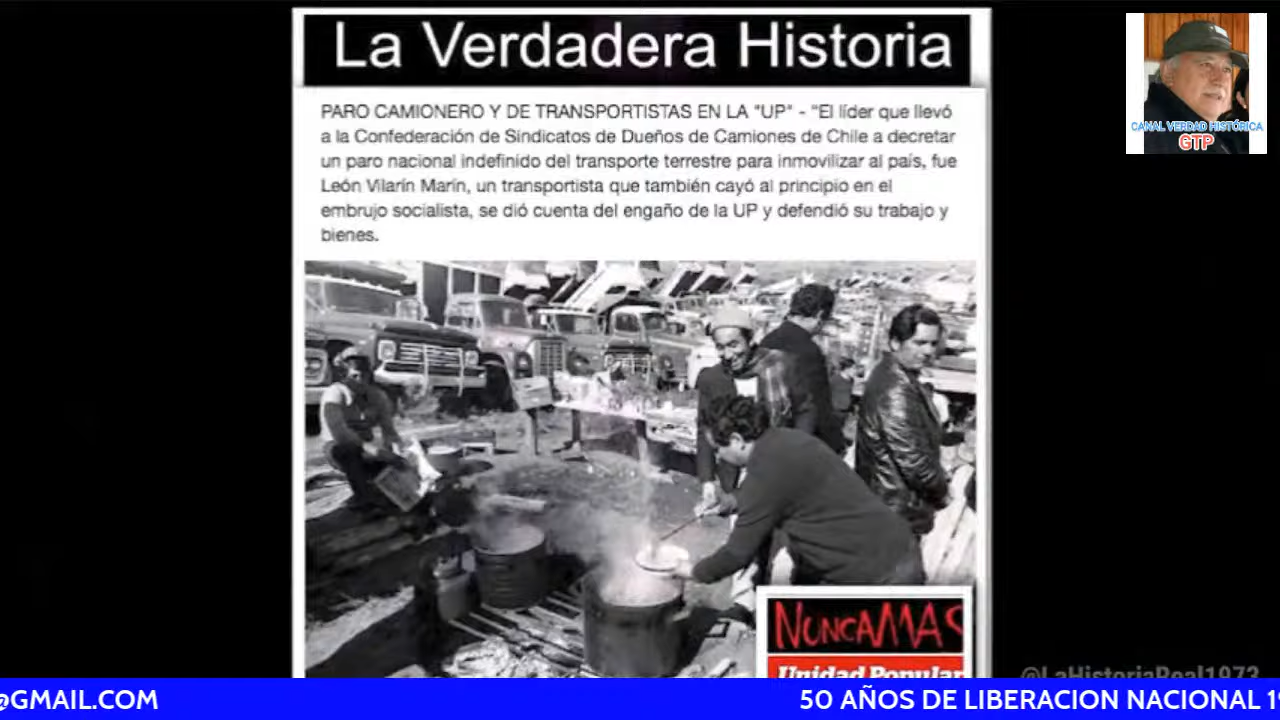 La Verdadera Historia
PARO CAMIONERO Y DE TRANSPORTISTAS EN LA "UP" - "El líder que llevó
a la Confederación de Sindicatos de Dueños de Camiones de Chile a decretar
un paro nacional indefinido del transporte terrestre para inmovilizar al país, fue
León Vilarín Marín, un transportista que también cayó al principio en el
embrujo socialista, se dió cuenta del engaño de la UP y defendió su trabajo y
bienes.
CANAL VERDAD HISTÓRICA
GTP
NUNCA MAS
Unidad Popular
@LaHistoriaReal1973
@GMAIL.COM
50 AÑOS DE LIBERACION NACIONAL 19